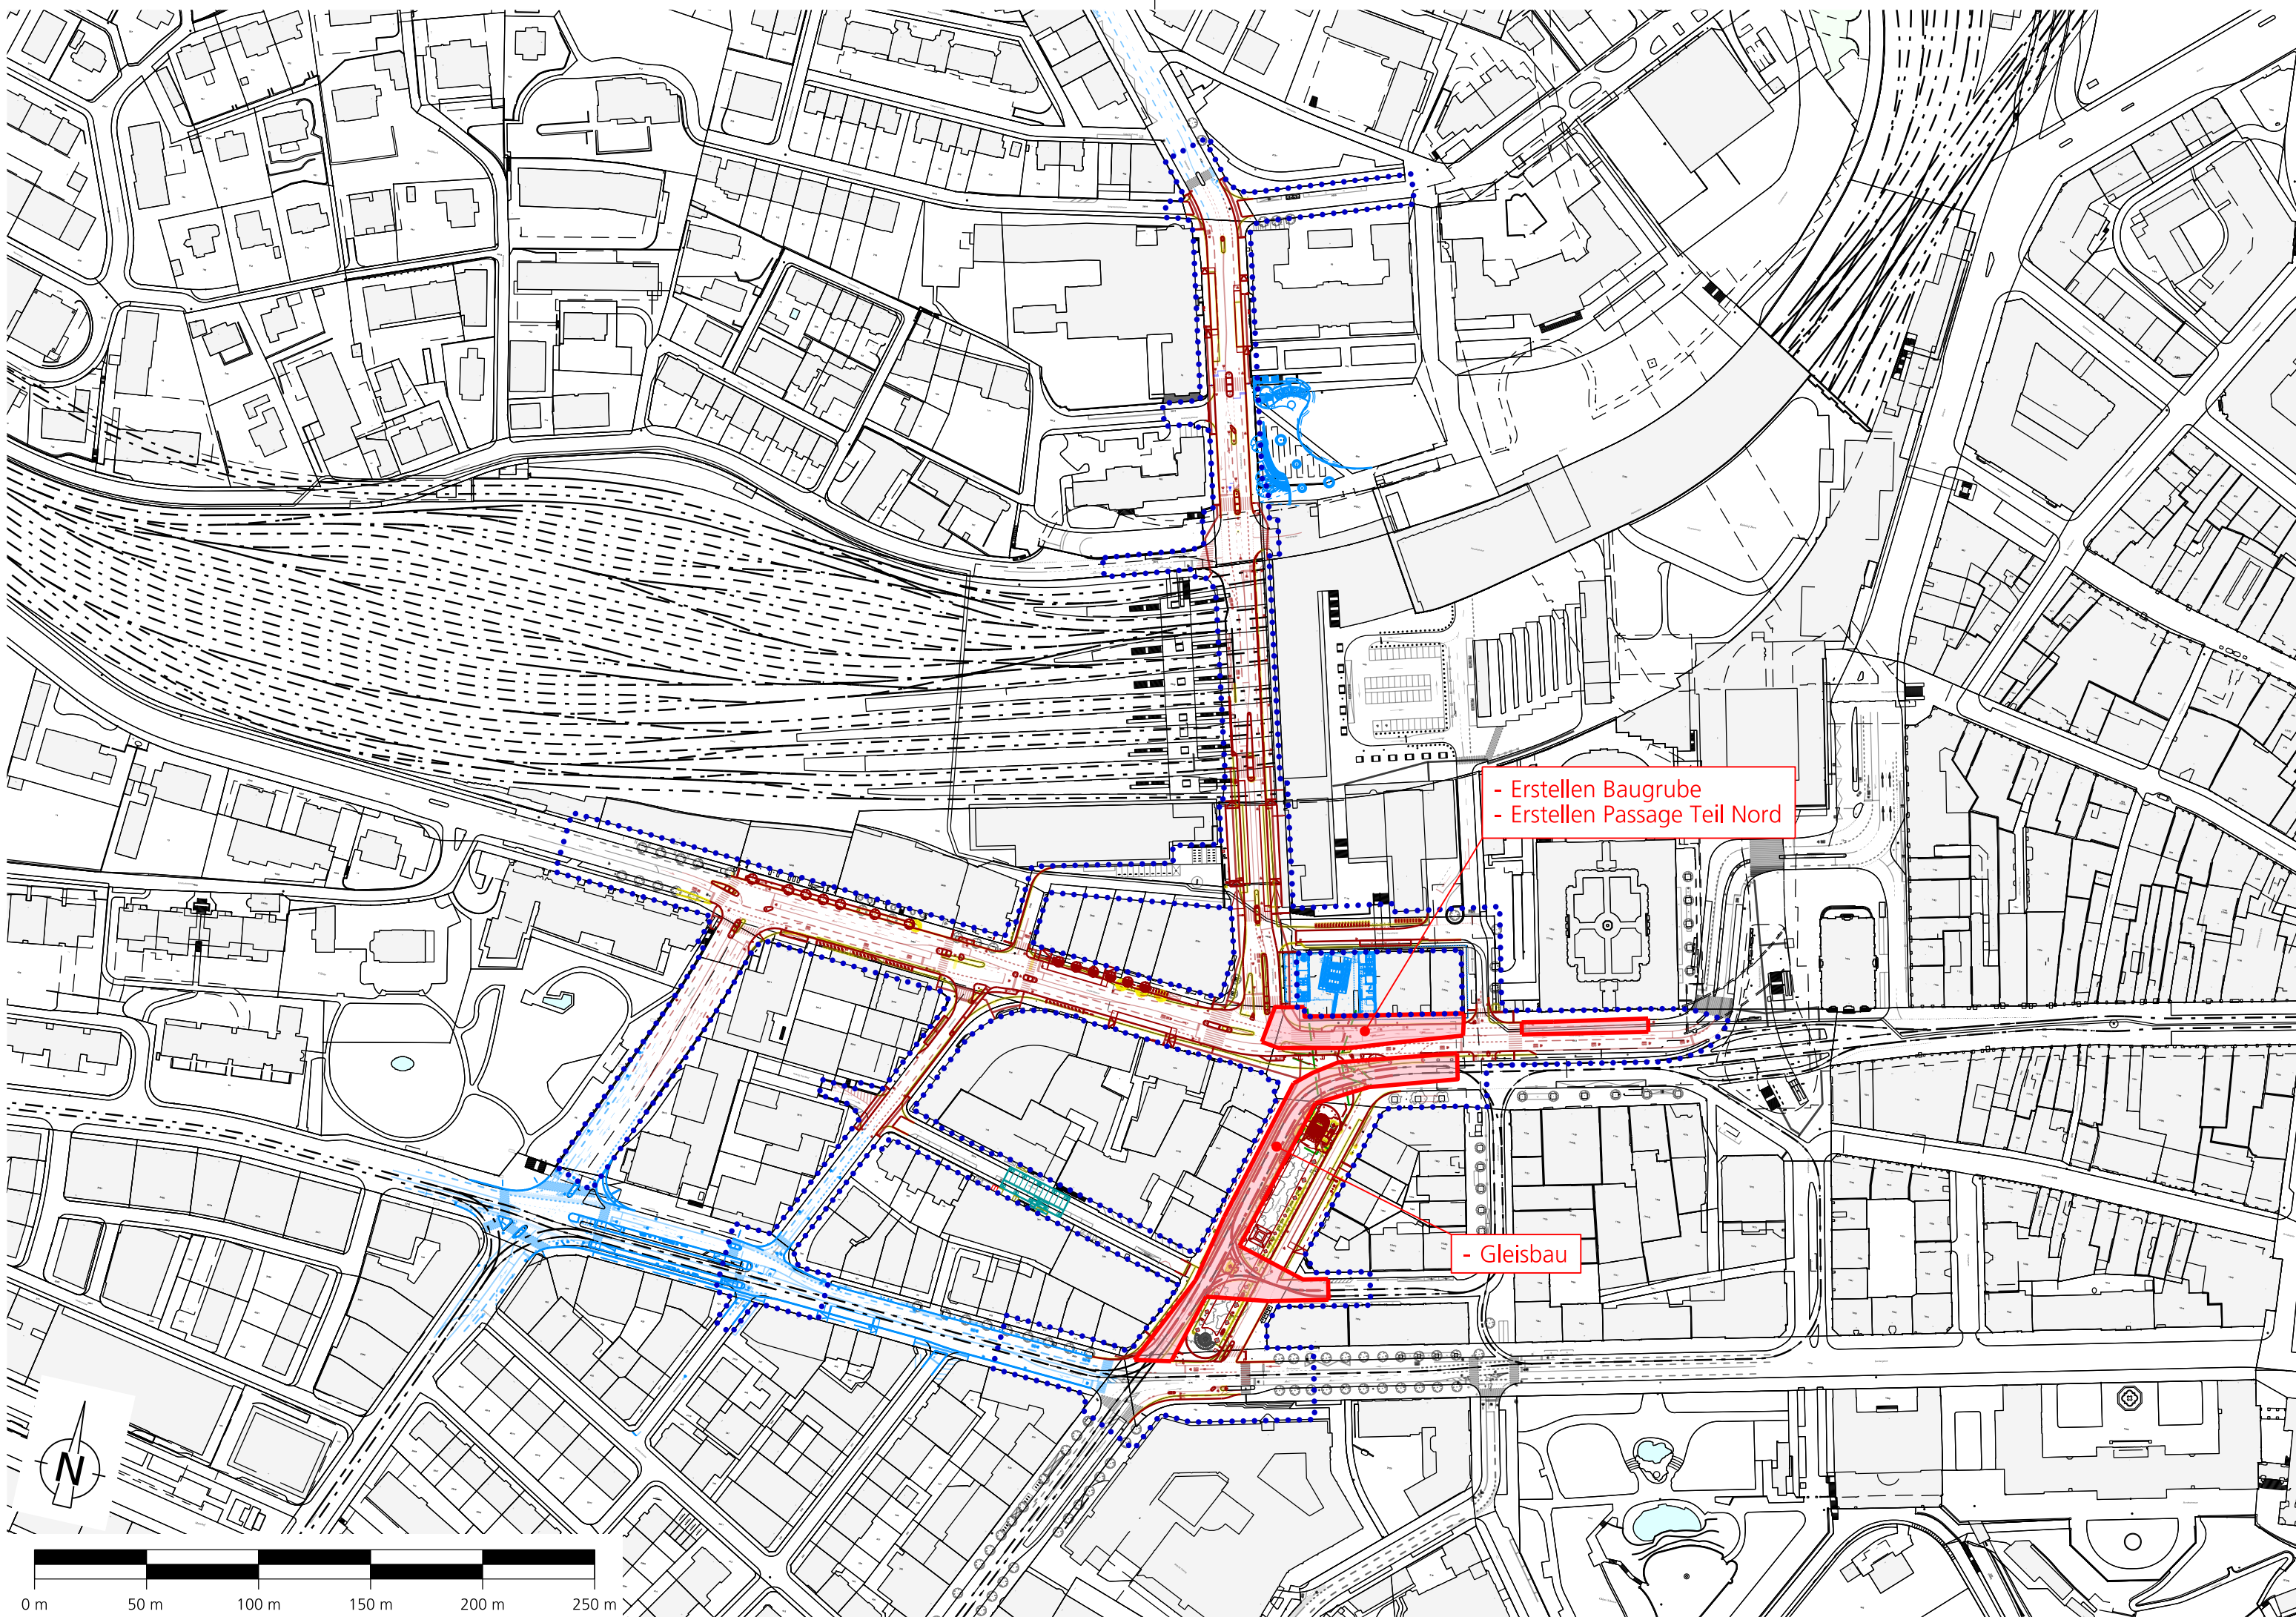 - Erstellen Baugrube
- Erstellen Passage Teil Nord
- Gleisbau
N
0 m 50 m 100 m 150 m 200 m 250 m